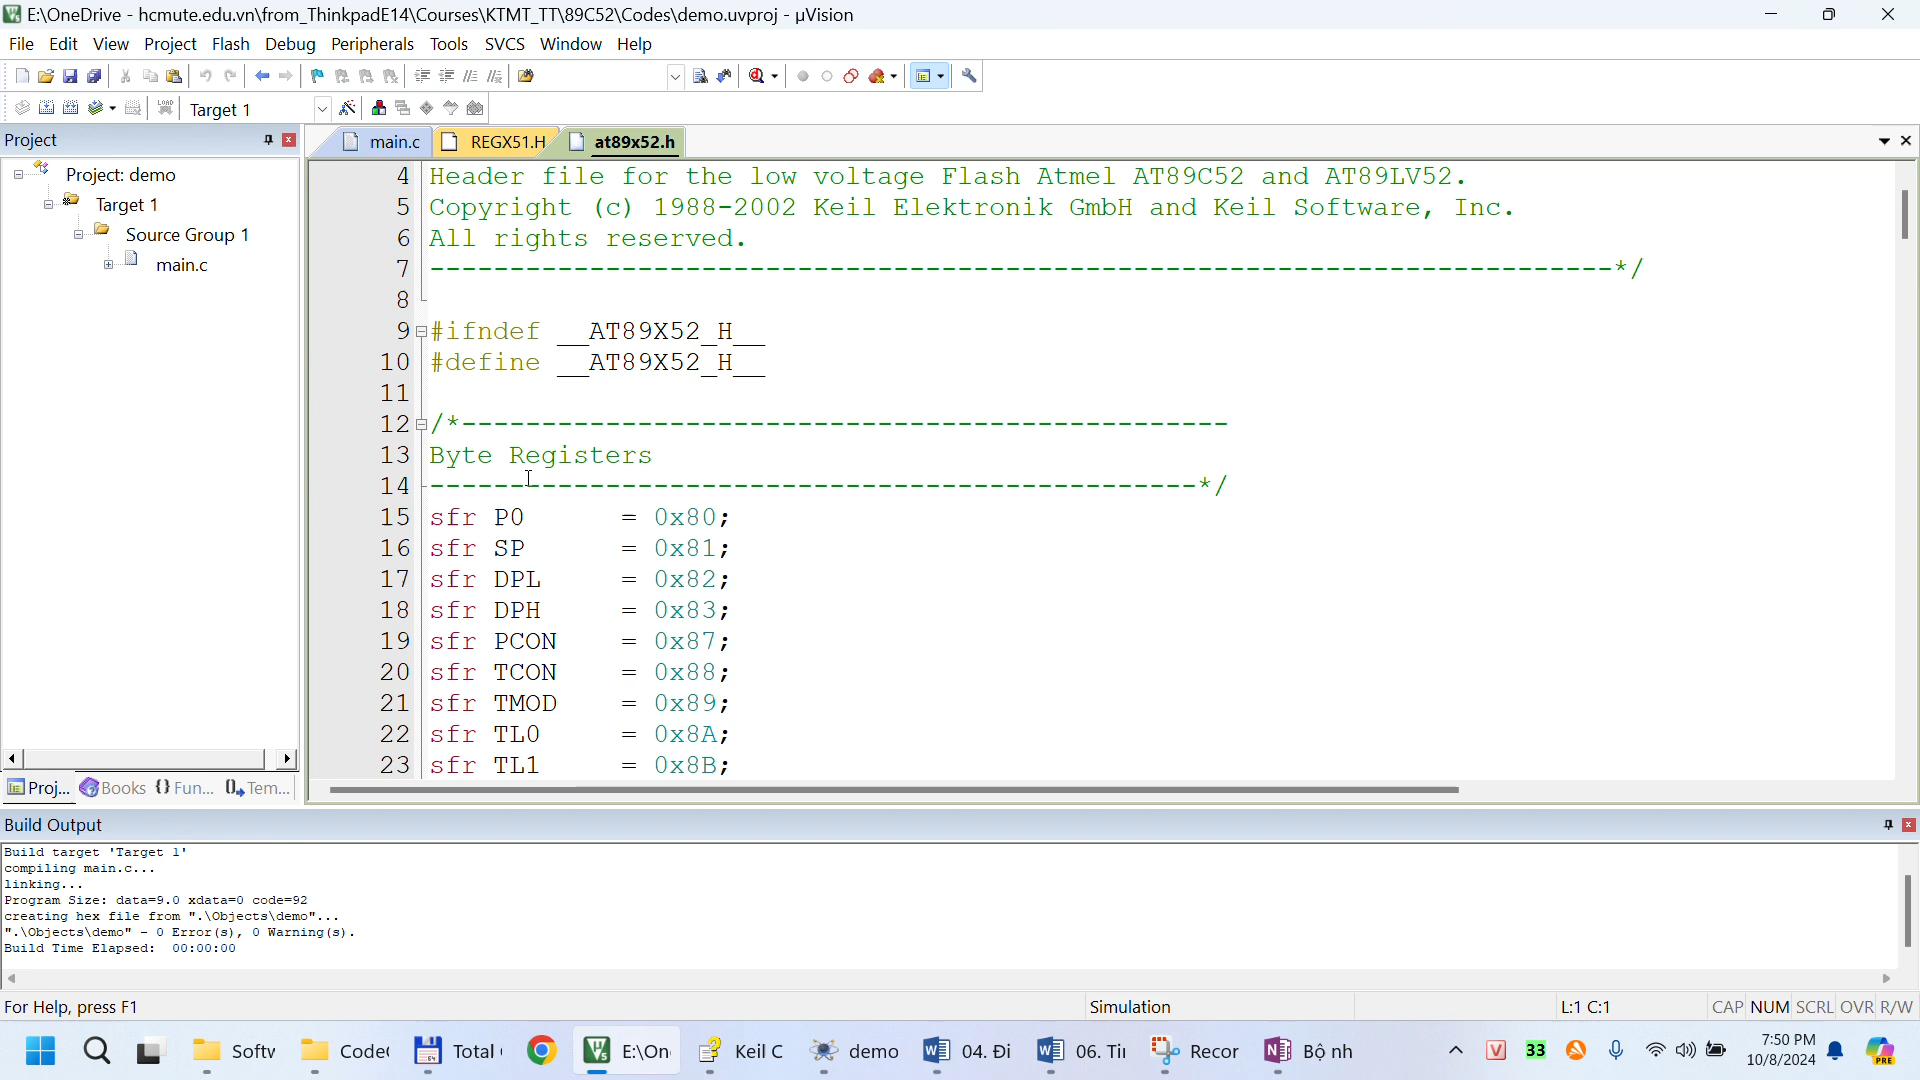 E:\OneDrive - hcmute.edu.vn\from_ThinkpadE14\Courses\KTMT_TT\89C52\Codes\demo.uvproj - µVision
File Edit View Project Flash Debug Peripherals Tools SVCS Window Help
LOAD Target 1
Project
main.c REGX51.H at89x52.h
Project: demo
Target 1
Source Group 1
main.c
4 Header file for the low voltage Flash Atmel AT89C52 and AT89LV52.
5 Copyright (c) 1988-2002 Keil Elektronik GmbH and Keil Software, Inc.
6 All rights reserved.
7 --------------------------------------------------------------------------*/
8
9 #ifndef __AT89X52_H__
10 #define __AT89X52_H__
11
12 /*------------------------------------------------
13 Byte Registers
14 ------------------------------------------------*/
15 sfr P0 = 0x80;
16 sfr SP = 0x81;
17 sfr DPL = 0x82;
18 sfr DPH = 0x83;
19 sfr PCON = 0x87;
20 sfr TCON = 0x88;
21 sfr TMOD = 0x89;
22 sfr TL0 = 0x8A;
23 sfr TL1 = 0x8B;
Proj... Books {} Fun... Tem...
Build Output
Build target 'Target 1'
compiling main.c...
linking...
Program Size: data=9.0 xdata=0 code=92
creating hex file from ".\Objects\demo"...
".\Objects\demo" - 0 Error(s), 0 Warning(s).
Build Time Elapsed: 00:00:00
For Help, press F1 Simulation L:1 C:1 CAP NUM SCRL OVR R/W
Softw Code Total E:\On Keil C demo 04. Đi 06. Tin Recor Bộ nh 33 7:50 PM
10/8/2024 PRE